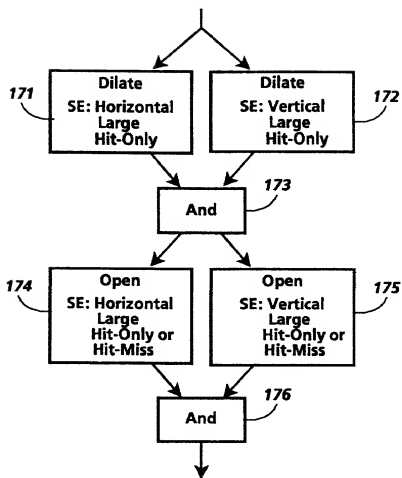 Dilate
SE: Horizontal
Large
Hit-Only
171
Dilate
SE: Vertical
Large
Hit-Only
172
And
173
Open
SE: Horizontal
Large
Hit-Only or
Hit-Miss
174
Open
SE: Vertical
Large
Hit-Only or
Hit-Miss
175
And
176